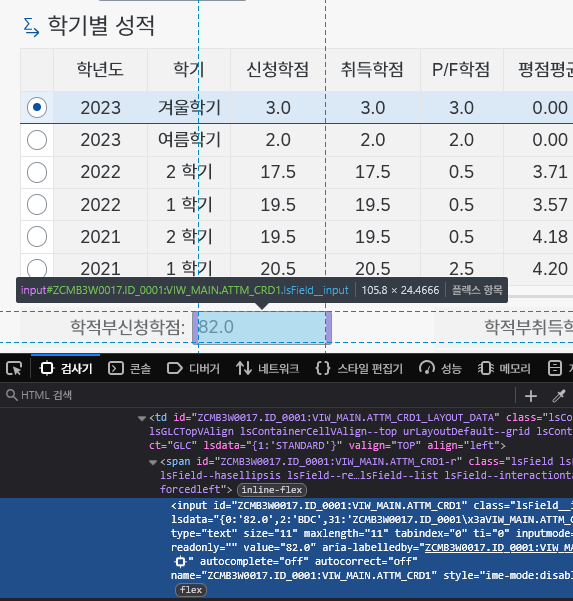 학기별 성적
학년도 학기 신청학점 취득학점 P/F학점 평점평균
2023 겨울학기 3.0 3.0 3.0 0.00
2023 여름학기 2.0 2.0 2.0 0.00
2022 2 학기 17.5 17.5 0.5 3.71
2022 1 학기 19.5 19.5 0.5 3.57
2021 2 학기 19.5 19.5 0.5 4.18
2021 1 학기 20.5 20.5 2.5 4.20
input#ZCMB3W0017.ID_0001:VIW_MAIN.ATTM_CRD1.lsField__input 105.8 × 24.4666 플렉스 항목
학적부신청학점: 82.0 학적부취득학
검사기 콘솔 디버거 네트워크 스타일 편집기 성능 메모리
HTML 검색
<td id="ZCMB3W0017.ID_0001:VIW_MAIN.ATTM_CRD1_LAYOUT_DATA" class="lsCo
lsGLCTopVAlign lsContainerCellVAlign--top urLayoutDefault--grid lsCont
ct="GLC" lsdata="{1:'STANDARD'}" valign="TOP" align="left">
<span id="ZCMB3W0017.ID_0001:VIW_MAIN.ATTM_CRD1-r" class="lsField lsF
lsField--hasellipsis lsField--re…lsField--list lsField--interactionta
forcedleft"> inline-flex
<input id="ZCMB3W0017.ID_0001:VIW_MAIN.ATTM_CRD1" class="lsField__i
lsdata="{0:'82.0',2:'BDC',31:'ZCMB3W0017.ID_0001\x3aVIW_MAIN.ATTM_C
type="text" size="11" maxlength="11" tabindex="0" ti="0" inputmode=
readonly="" value="82.0" aria-labelledby="ZCMB3W0017.ID_0001:VIW_MA
" autocomplete="off" autocorrect="off"
name="ZCMB3W0017.ID_0001:VIW_MAIN.ATTM_CRD1" style="ime-mode:disabl
flex